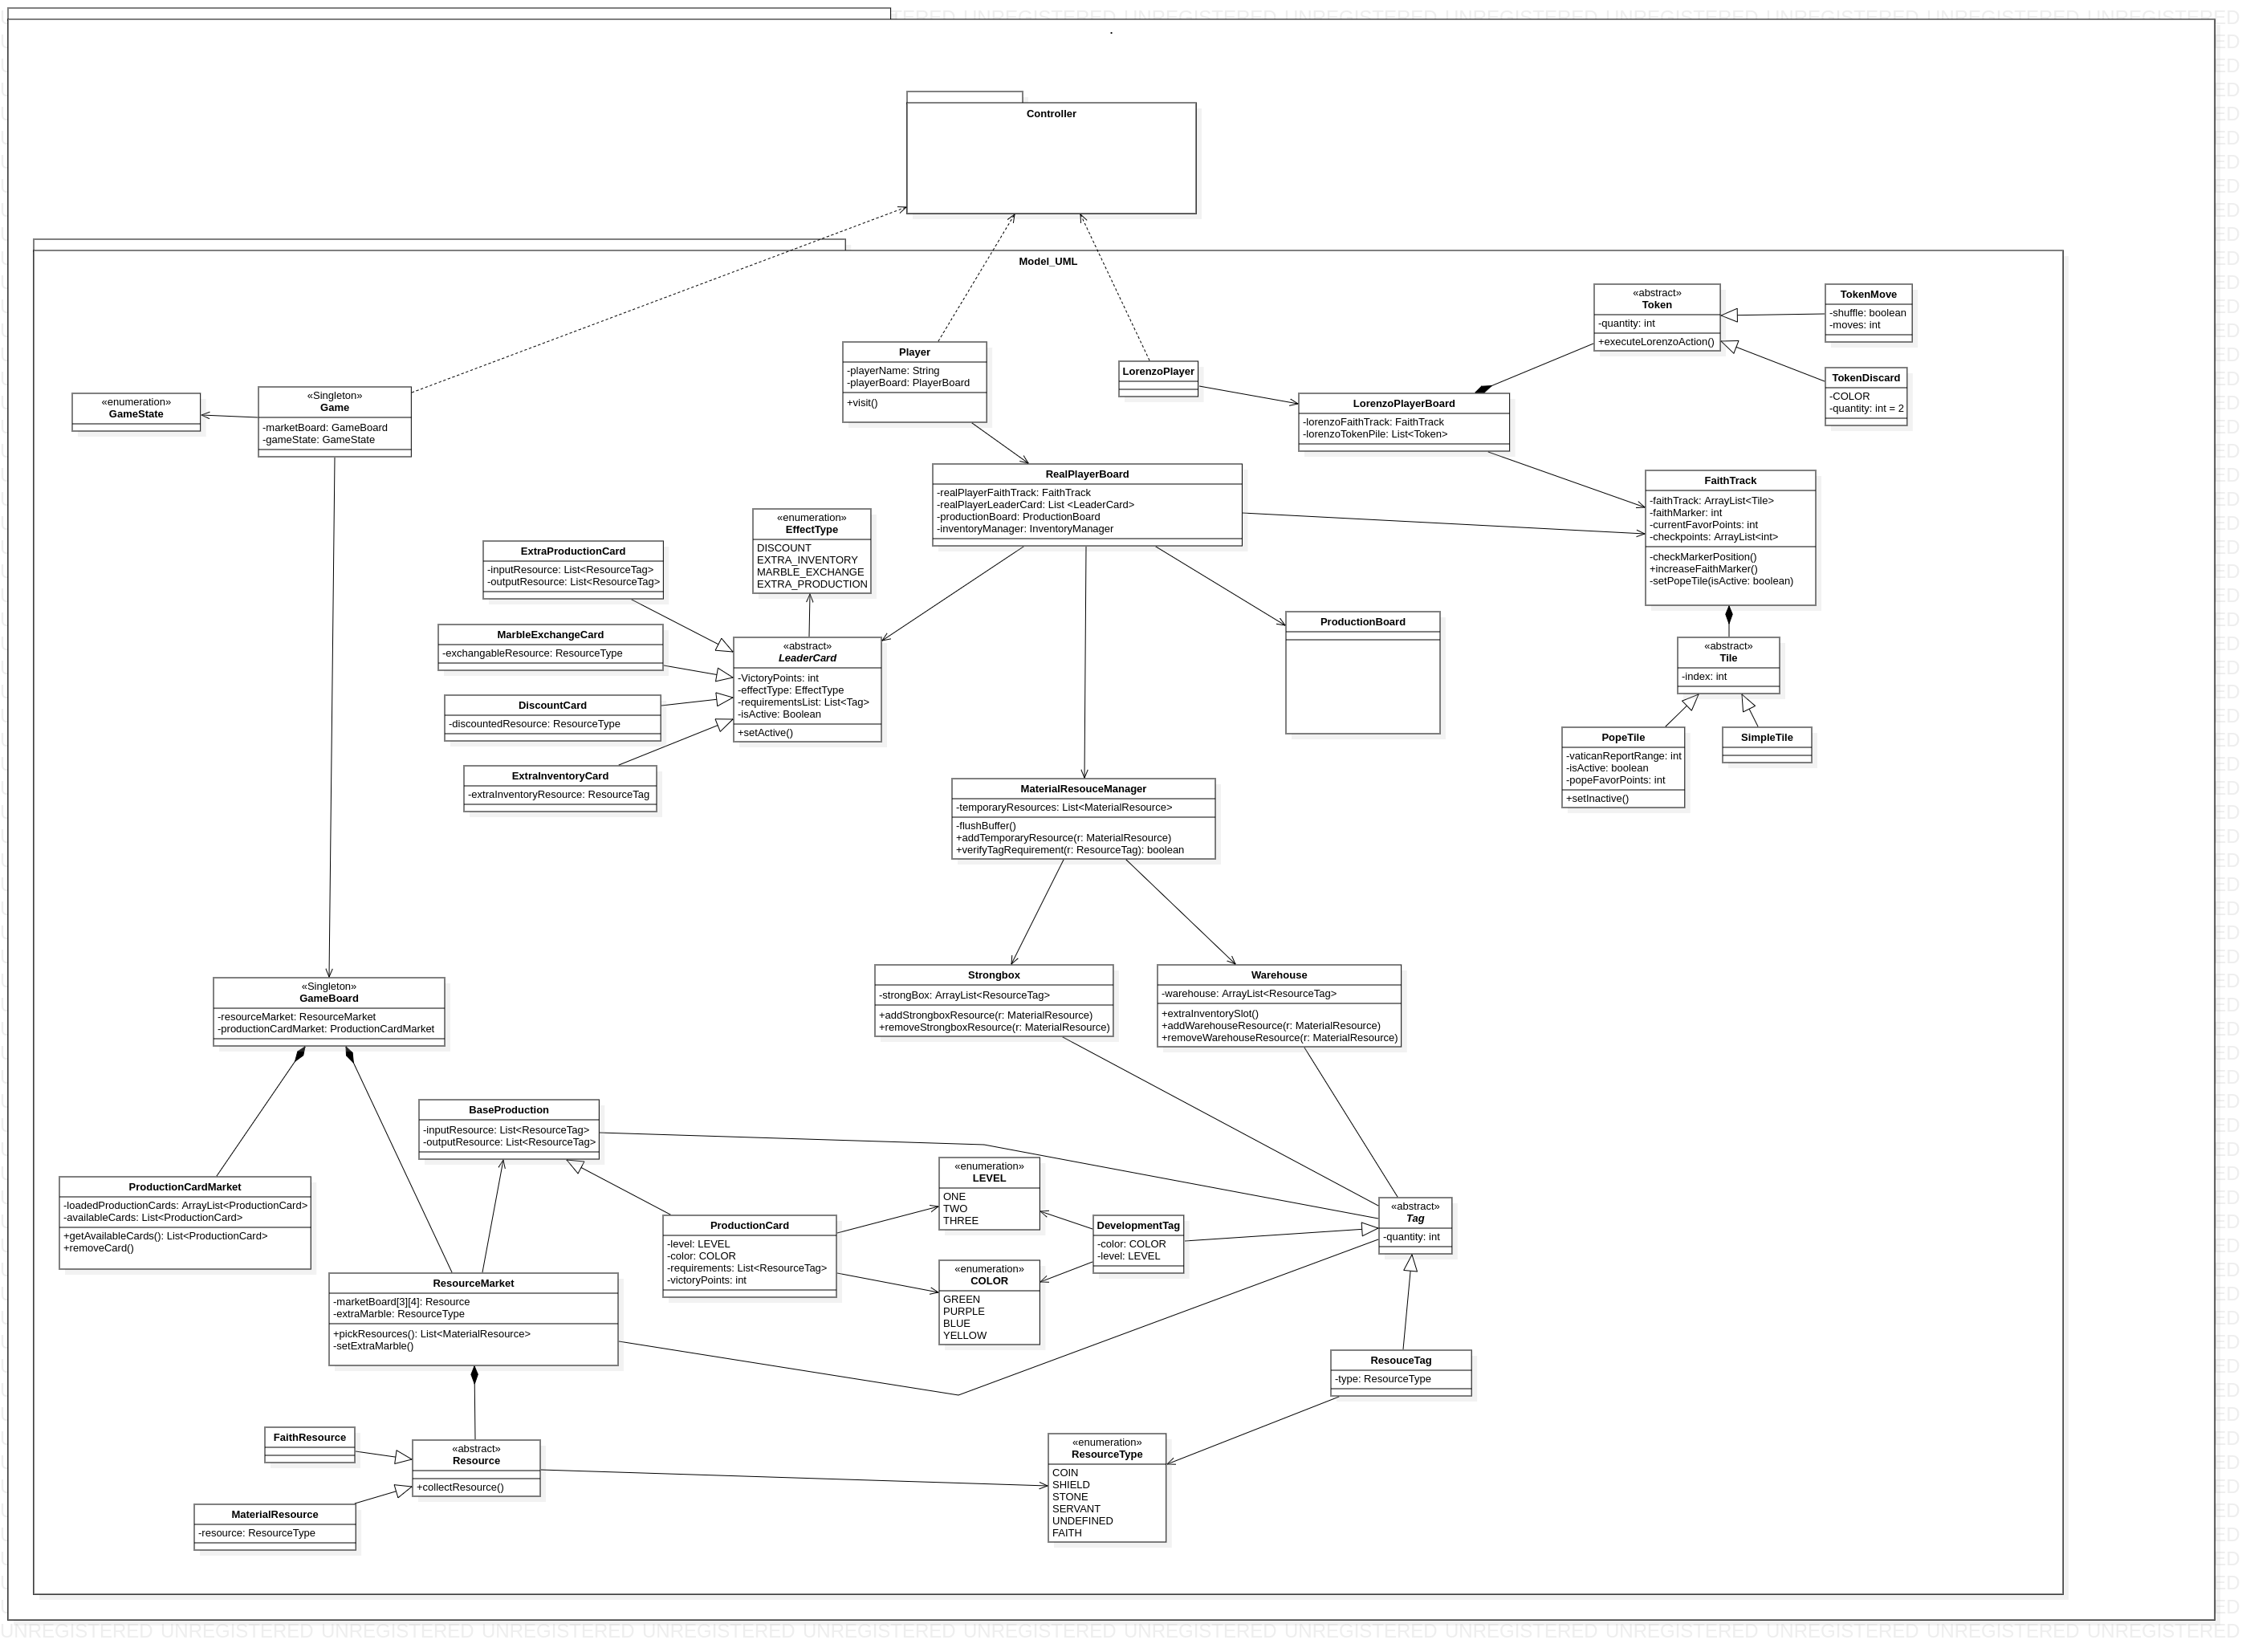 .
Controller
Model_UML
«enumeration»
GameState
«Singleton»
Game
-marketBoard: GameBoard
-gameState: GameState
Player
-playerName: String
-playerBoard: PlayerBoard
+visit()
LorenzoPlayer
LorenzoPlayerBoard
-lorenzoFaithTrack: FaithTrack
-lorenzoTokenPile: List<Token>
«abstract»
Token
-quantity: int
+executeLorenzoAction()
TokenMove
-shuffle: boolean
-moves: int
TokenDiscard
-COLOR
-quantity: int = 2
RealPlayerBoard
-realPlayerFaithTrack: FaithTrack
-realPlayerLeaderCard: List <LeaderCard>
-productionBoard: ProductionBoard
-inventoryManager: InventoryManager
FaithTrack
-faithTrack: ArrayList<Tile>
-faithMarker: int
-currentFavorPoints: int
-checkpoints: ArrayList<int>
-checkMarkerPosition()
+increaseFaithMarker()
-setPopeTile(isActive: boolean)
«enumeration»
EffectType
DISCOUNT
EXTRA_INVENTORY
MARBLE_EXCHANGE
EXTRA_PRODUCTION
ExtraProductionCard
-inputResource: List<ResourceTag>
-outputResource: List<ResourceTag>
MarbleExchangeCard
-exchangableResource: ResourceType
DiscountCard
-discountedResource: ResourceType
ExtraInventoryCard
-extraInventoryResource: ResourceTag
«abstract»
LeaderCard
-VictoryPoints: int
-effectType: EffectType
-requirementsList: List<Tag>
-isActive: Boolean
+setActive()
ProductionBoard
«abstract»
Tile
-index: int
PopeTile
-vaticanReportRange: int
-isActive: boolean
-popeFavorPoints: int
+setInactive()
SimpleTile
MaterialResouceManager
-temporaryResources: List<MaterialResource>
-flushBuffer()
+addTemporaryResource(r: MaterialResource)
+verifyTagRequirement(r: ResourceTag): boolean
Strongbox
-strongBox: ArrayList<ResourceTag>
+addStrongboxResource(r: MaterialResource)
+removeStrongboxResource(r: MaterialResource)
Warehouse
-warehouse: ArrayList<ResourceTag>
+extraInventorySlot()
+addWarehouseResource(r: MaterialResource)
+removeWarehouseResource(r: MaterialResource)
«Singleton»
GameBoard
-resourceMarket: ResourceMarket
-productionCardMarket: ProductionCardMarket
BaseProduction
-inputResource: List<ResourceTag>
-outputResource: List<ResourceTag>
ProductionCardMarket
-loadedProductionCards: ArrayList<ProductionCard>
-availableCards: List<ProductionCard>
+getAvailableCards(): List<ProductionCard>
+removeCard()
ProductionCard
-level: LEVEL
-color: COLOR
-requirements: List<ResourceTag>
-victoryPoints: int
«enumeration»
LEVEL
ONE
TWO
THREE
«enumeration»
COLOR
GREEN
PURPLE
BLUE
YELLOW
DevelopmentTag
-color: COLOR
-level: LEVEL
«abstract»
Tag
-quantity: int
ResourceMarket
-marketBoard[3][4]: Resource
-extraMarble: ResourceType
+pickResources(): List<MaterialResource>
-setExtraMarble()
ResouceTag
-type: ResourceType
FaithResource
«abstract»
Resource
+collectResource()
MaterialResource
-resource: ResourceType
«enumeration»
ResourceType
COIN
SHIELD
STONE
SERVANT
UNDEFINED
FAITH
UNREGISTERED UNREGISTERED UNREGISTERED UNREGISTERED UNREGISTERED UNREGISTERED UNREGISTERED UNREGISTERED UNREGISTERED UNREGISTERED UNREGISTERED UNREGISTERED UNREGISTERED UNREGISTERED